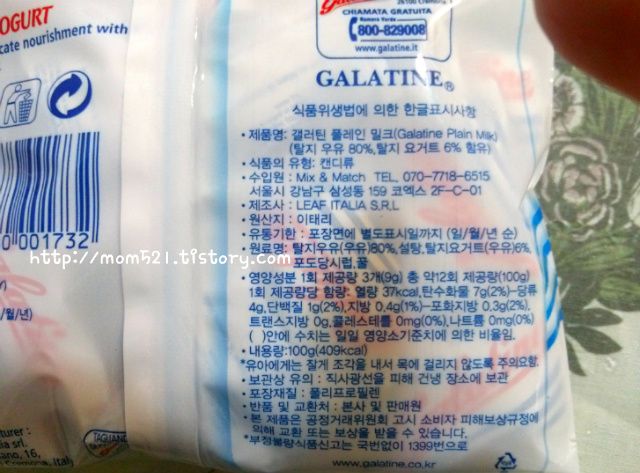 OGURT
cate nourishment with
0 001732
26100 Cremona, I
CHIAMATA GRATUITA
Numero Verde
800-829008
www.galatine.it
GALATINE®
식품위생법에 의한 한글표시사항
· 제품명: 갤러틴 플레인 밀크(Galatine Plain Milk)
(탈지 우유 80%,탈지 요거트 6% 함유)
· 식품의 유형: 캔디류
· 수입원 : Mix & Match TEL, 070-7718-6515
서울시 강남구 삼성동 159 코엑스 2F-C-01
· 제조사 : LEAF ITALIA S.R.L
· 원산지 : 이태리
· 유통기한 : 포장면에 별도표시일까지 (일/월/년 순)
· 원료명: 탈지우유(우유)80%,설탕,탈지요거트(우유)6%,
포도당시럽,꿀
· 영양성분 1회 제공량 3개(9g) 총 약12회 제공량(100g)
1회 제공량당 함량: 열량 37kcal,탄수화물 7g(2%)-당류
4g,단백질 1g(2%),지방 0,4g(1%)-포화지방 0.3g(2%),
트랜스지방 0g,콜레스테롤 0mg(0%),나트륨 0mg(0%)
( )안에 수치는 일일 영양소기준치에 의한 비율임.
· 내용량:100g(409kcal)
*유아에게는 잘게 조각을 내서 목에 걸리지 않도록 주의요함.
· 보관상 유의 : 직사광선을 피해 건냉 장소에 보관
· 포장재질 : 폴리프로필렌
· 반품 및 교환처 : 본사 및 판매원
· 본 제품은 공정거래위원회 고시 소비자 피해보상규정에
의해 교환 또는 보상을 받을 수 있습니다.
*부정불량식품신고는 국번없이 1399번으로
www.galatine.co.kr
http://mom521.tistory.com
/월/년)
turer :
ia srl.
ano, 16,
Cremona, Italy
TAGLIARE